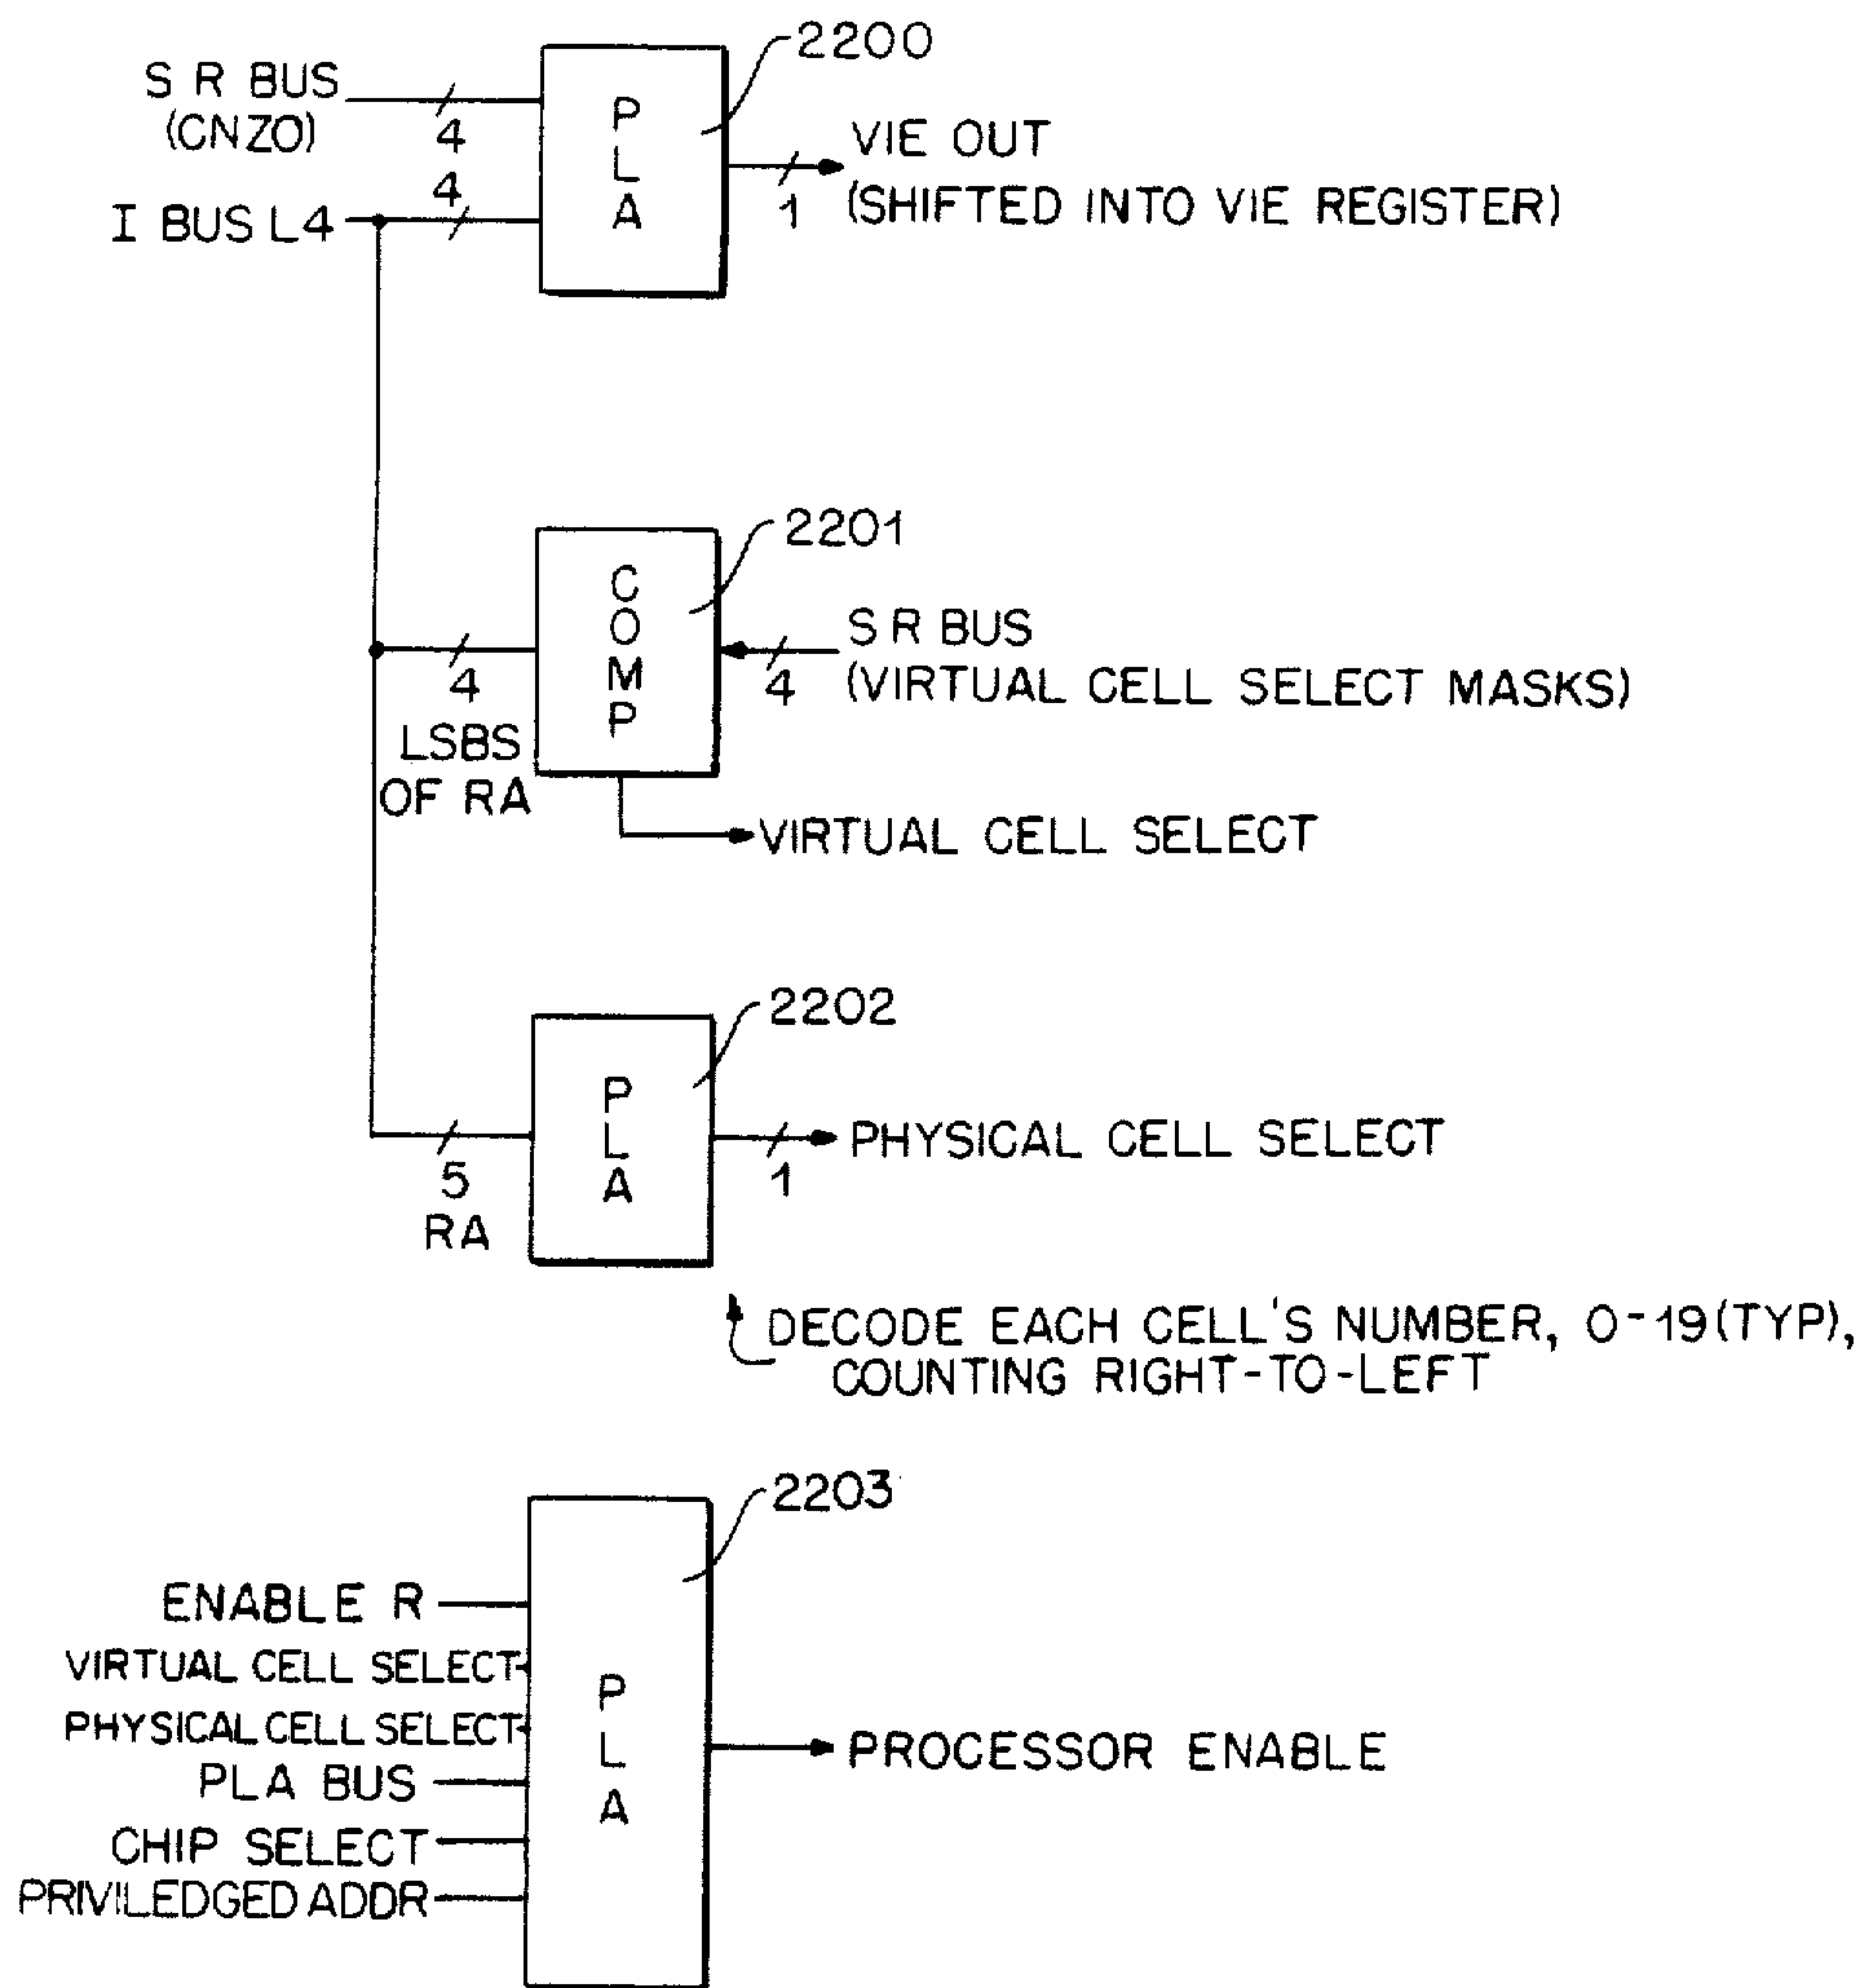 2200
S R BUS
(CNZO)
4
4
I BUS L4
P
L
A
1
VIE OUT
(SHIFTED INTO VIE REGISTER)
2201
C
O
M
P
4
LSBS
OF RA
4
S R BUS
(VIRTUAL CELL SELECT MASKS)
VIRTUAL CELL SELECT
2202
P
L
A
5
RA
1
PHYSICAL CELL SELECT
DECODE EACH CELL'S NUMBER, 0-19(TYP),
COUNTING RIGHT-TO-LEFT
2203
ENABLE R
VIRTUAL CELL SELECT
PHYSICAL CELL SELECT
PLA BUS
CHIP SELECT
PRIVILEDGED ADDR
P
L
A
PROCESSOR ENABLE